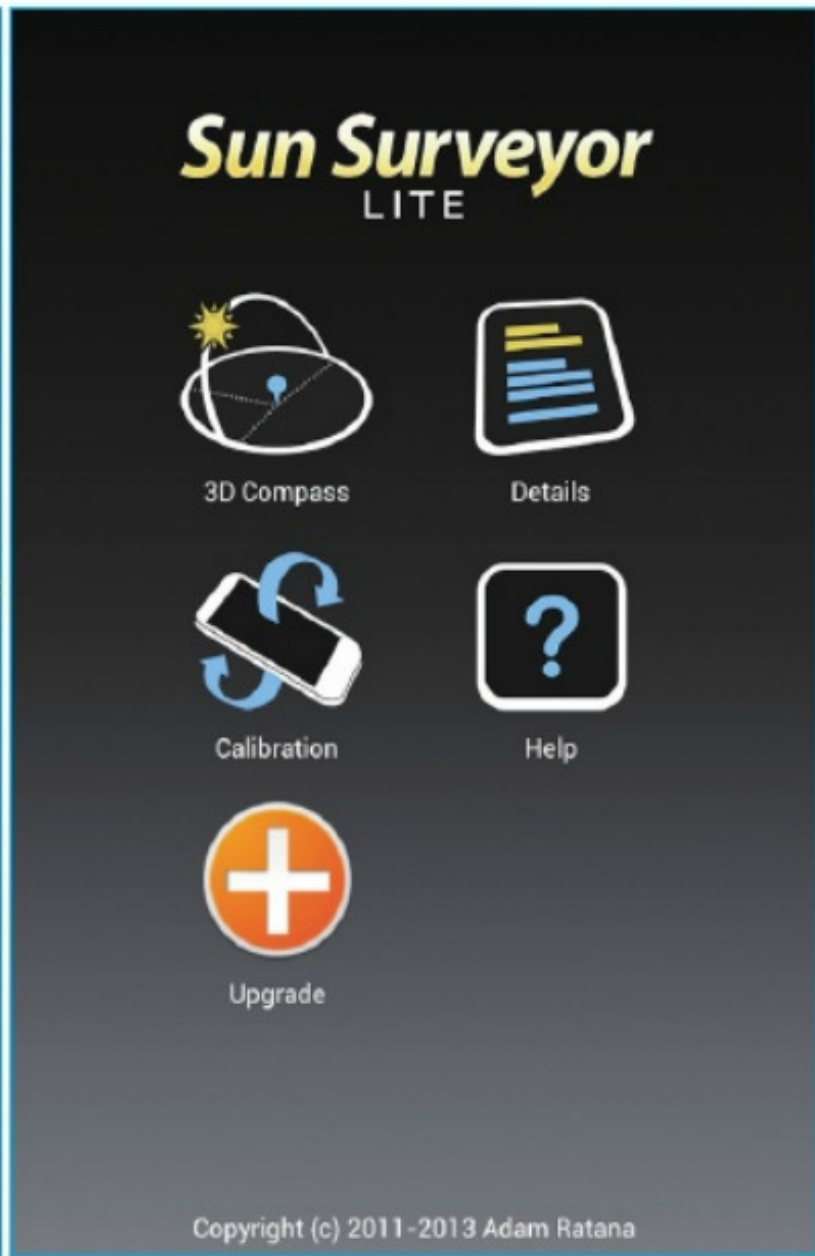 Sun Surveyor
LITE
3D Compass
Details
Calibration
?
Help
Upgrade
Copyright (c) 2011-2013 Adam Ratana